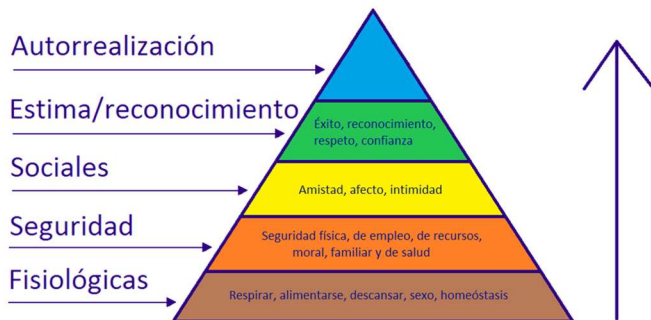 Autorrealización
Estima/reconocimiento
Éxito, reconocimiento,
respeto, confianza
Sociales
Amistad, afecto, intimidad
Seguridad
Seguridad física, de empleo, de recursos,
moral, familiar y de salud
Fisiológicas
Respirar, alimentarse, descansar, sexo, homeóstasis